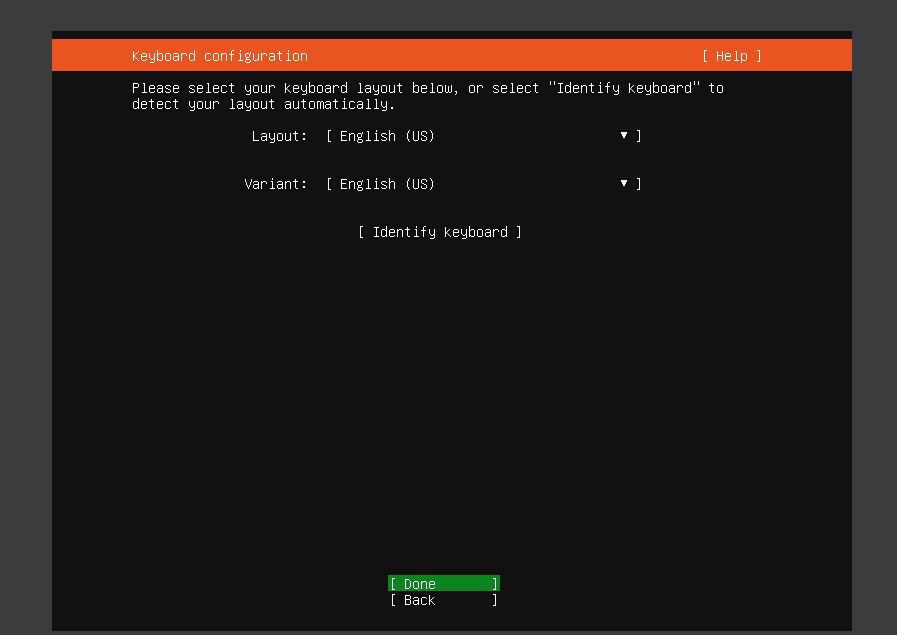 Keyboard configuration [ Help ]
Please select your keyboard layout below, or select "Identify keyboard" to
detect your layout automatically.
Layout: [ English (US) ▾ ]
Variant: [ English (US) ▾ ]
[ Identify keyboard ]
[ Done ]
[ Back ]